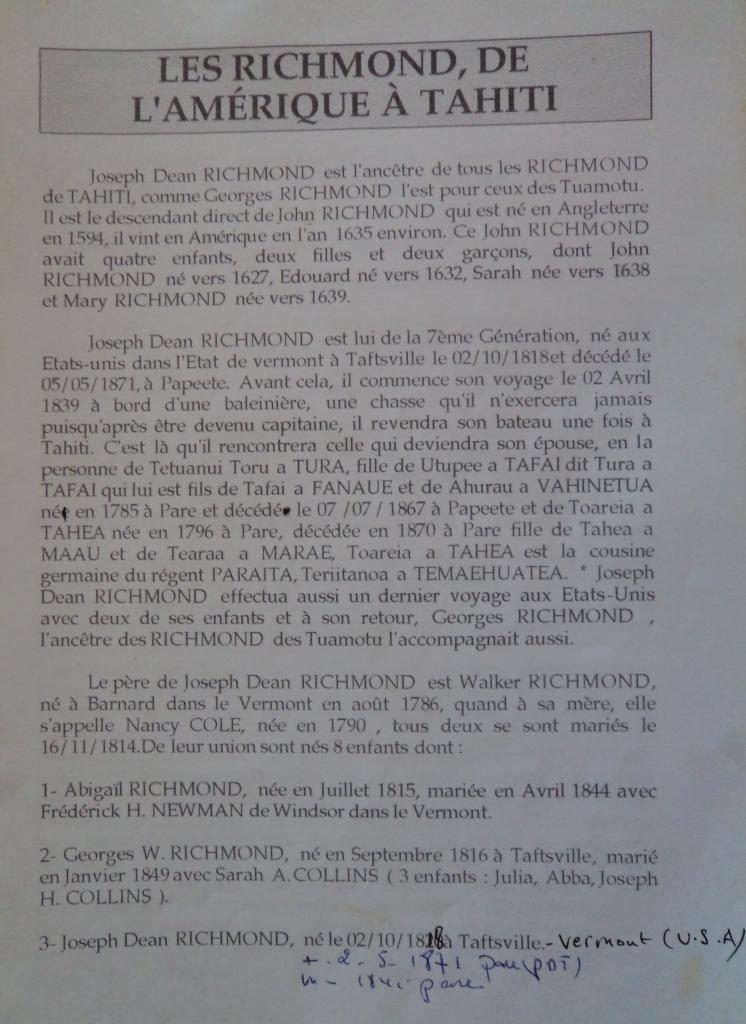 LES RICHMOND, DE
L'AMÉRIQUE À TAHITI
Joseph Dean RICHMOND est l'ancêtre de tous les RICHMOND
de TAHITI, comme Georges RICHMOND l'est pour ceux des Tuamotu.
Il est le descendant direct de John RICHMOND qui est né en Angleterre
en 1594, il vint en Amérique en l'an 1635 environ. Ce John RICHMOND
avait quatre enfants, deux filles et deux garçons, dont John
RICHMOND né vers 1627, Edouard né vers 1632, Sarah née vers 1638
et Mary RICHMOND née vers 1639.
Joseph Dean RICHMOND est lui de la 7ème Génération, né aux
Etats-unis dans l'Etat de vermont à Taftsville le 02/10/1818et décédé le
05/05/1871, à Papeete. Avant cela, il commence son voyage le 02 Avril
1839 à bord d'une baleinière, une chasse qu'il n'exercera jamais
puisqu'après être devenu capitaine, il revendra son bateau une fois à
Tahiti. C'est là qu'il rencontrera celle qui deviendra son épouse, en la
personne de Tetuanui Toru a TURA, fille de Utupee a TAFAI dit Tura a
TAFAI qui lui est fils de Tafai a FANAUE et de Ahurau a VAHINETUA
né en 1785 à Pare et décédé le 07 /07 / 1867 à Papeete et de Toareia a
TAHEA née en 1796 à Pare, décédée en 1870 à Pare fille de Tahea a
MAAU et de Tearaa a MARAE, Toareia a TAHEA est la cousine
germaine du régent PARAITA, Teriitanoa a TEMAEHUATEA. * Joseph
Dean RICHMOND effectua aussi un dernier voyage aux Etats-Unis
avec deux de ses enfants et à son retour, Georges RICHMOND ,
l'ancêtre des RICHMOND des Tuamotu l'accompagnait aussi.
Le père de Joseph Dean RICHMOND est Walker RICHMOND,
né à Barnard dans le Vermont en août 1786, quand à sa mère, elle
s'appelle Nancy COLE, née en 1790 , tous deux se sont mariés le
16/11/1814.De leur union sont nés 8 enfants dont :
1- Abigaïl RICHMOND, née en Juillet 1815, mariée en Avril 1844 avec
Frédérick H. NEWMAN de Windsor dans le Vermont.
2- Georges W. RICHMOND, né en Septembre 1816 à Taftsville, marié
en Janvier 1849 avec Sarah A. COLLINS ( 3 enfants : Julia, Abba, Joseph
H. COLLINS ).
3- Joseph Dean RICHMOND, né le 02/10/1818 à Taftsville.- Vermont (U.S.A)
+ . 2 - 5 - 1871 pare (PDT)
m - pare